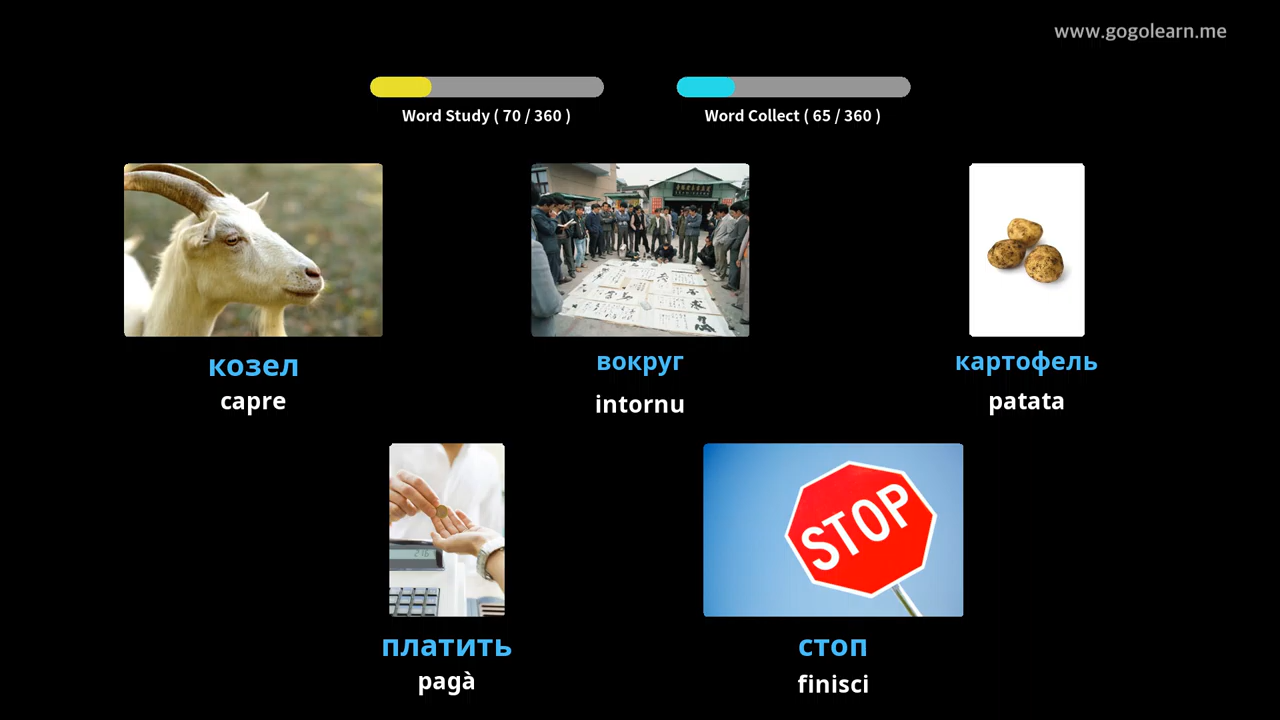 www.gogolearn.me
Word Study ( 70 / 360 )
Word Collect ( 65 / 360 )
козел
capre
вокруг
intornu
картофель
patata
платить
pagà
STOP
стоп
finisci